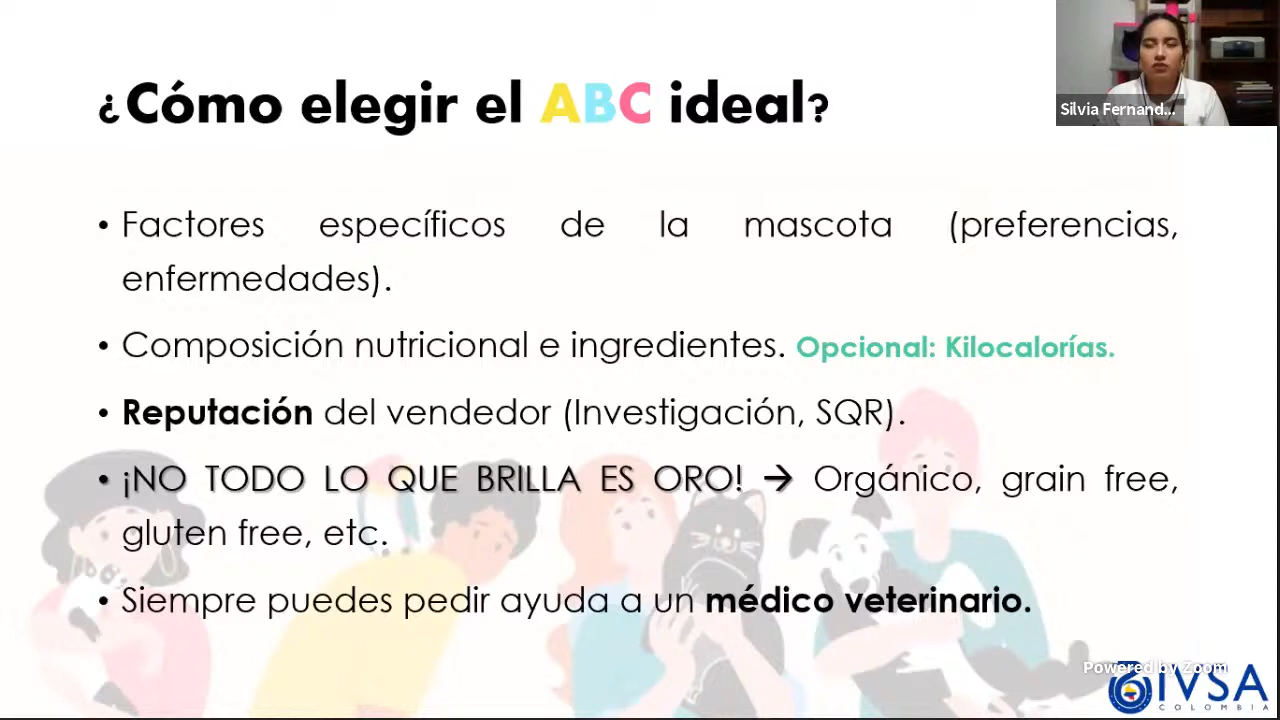 ¿Cómo elegir el ABC ideal?
Silvia Fernand...
• Factores específicos de la mascota (preferencias,
enfermedades).
• Composición nutricional e ingredientes. Opcional: Kilocalorías.
• Reputación del vendedor (Investigación, SQR).
• ¡NO TODO LO QUE BRILLA ES ORO! → Orgánico, grain free,
gluten free, etc.
• Siempre puedes pedir ayuda a un médico veterinario.
Powered by Zoom
IVSA
COLOMBIA